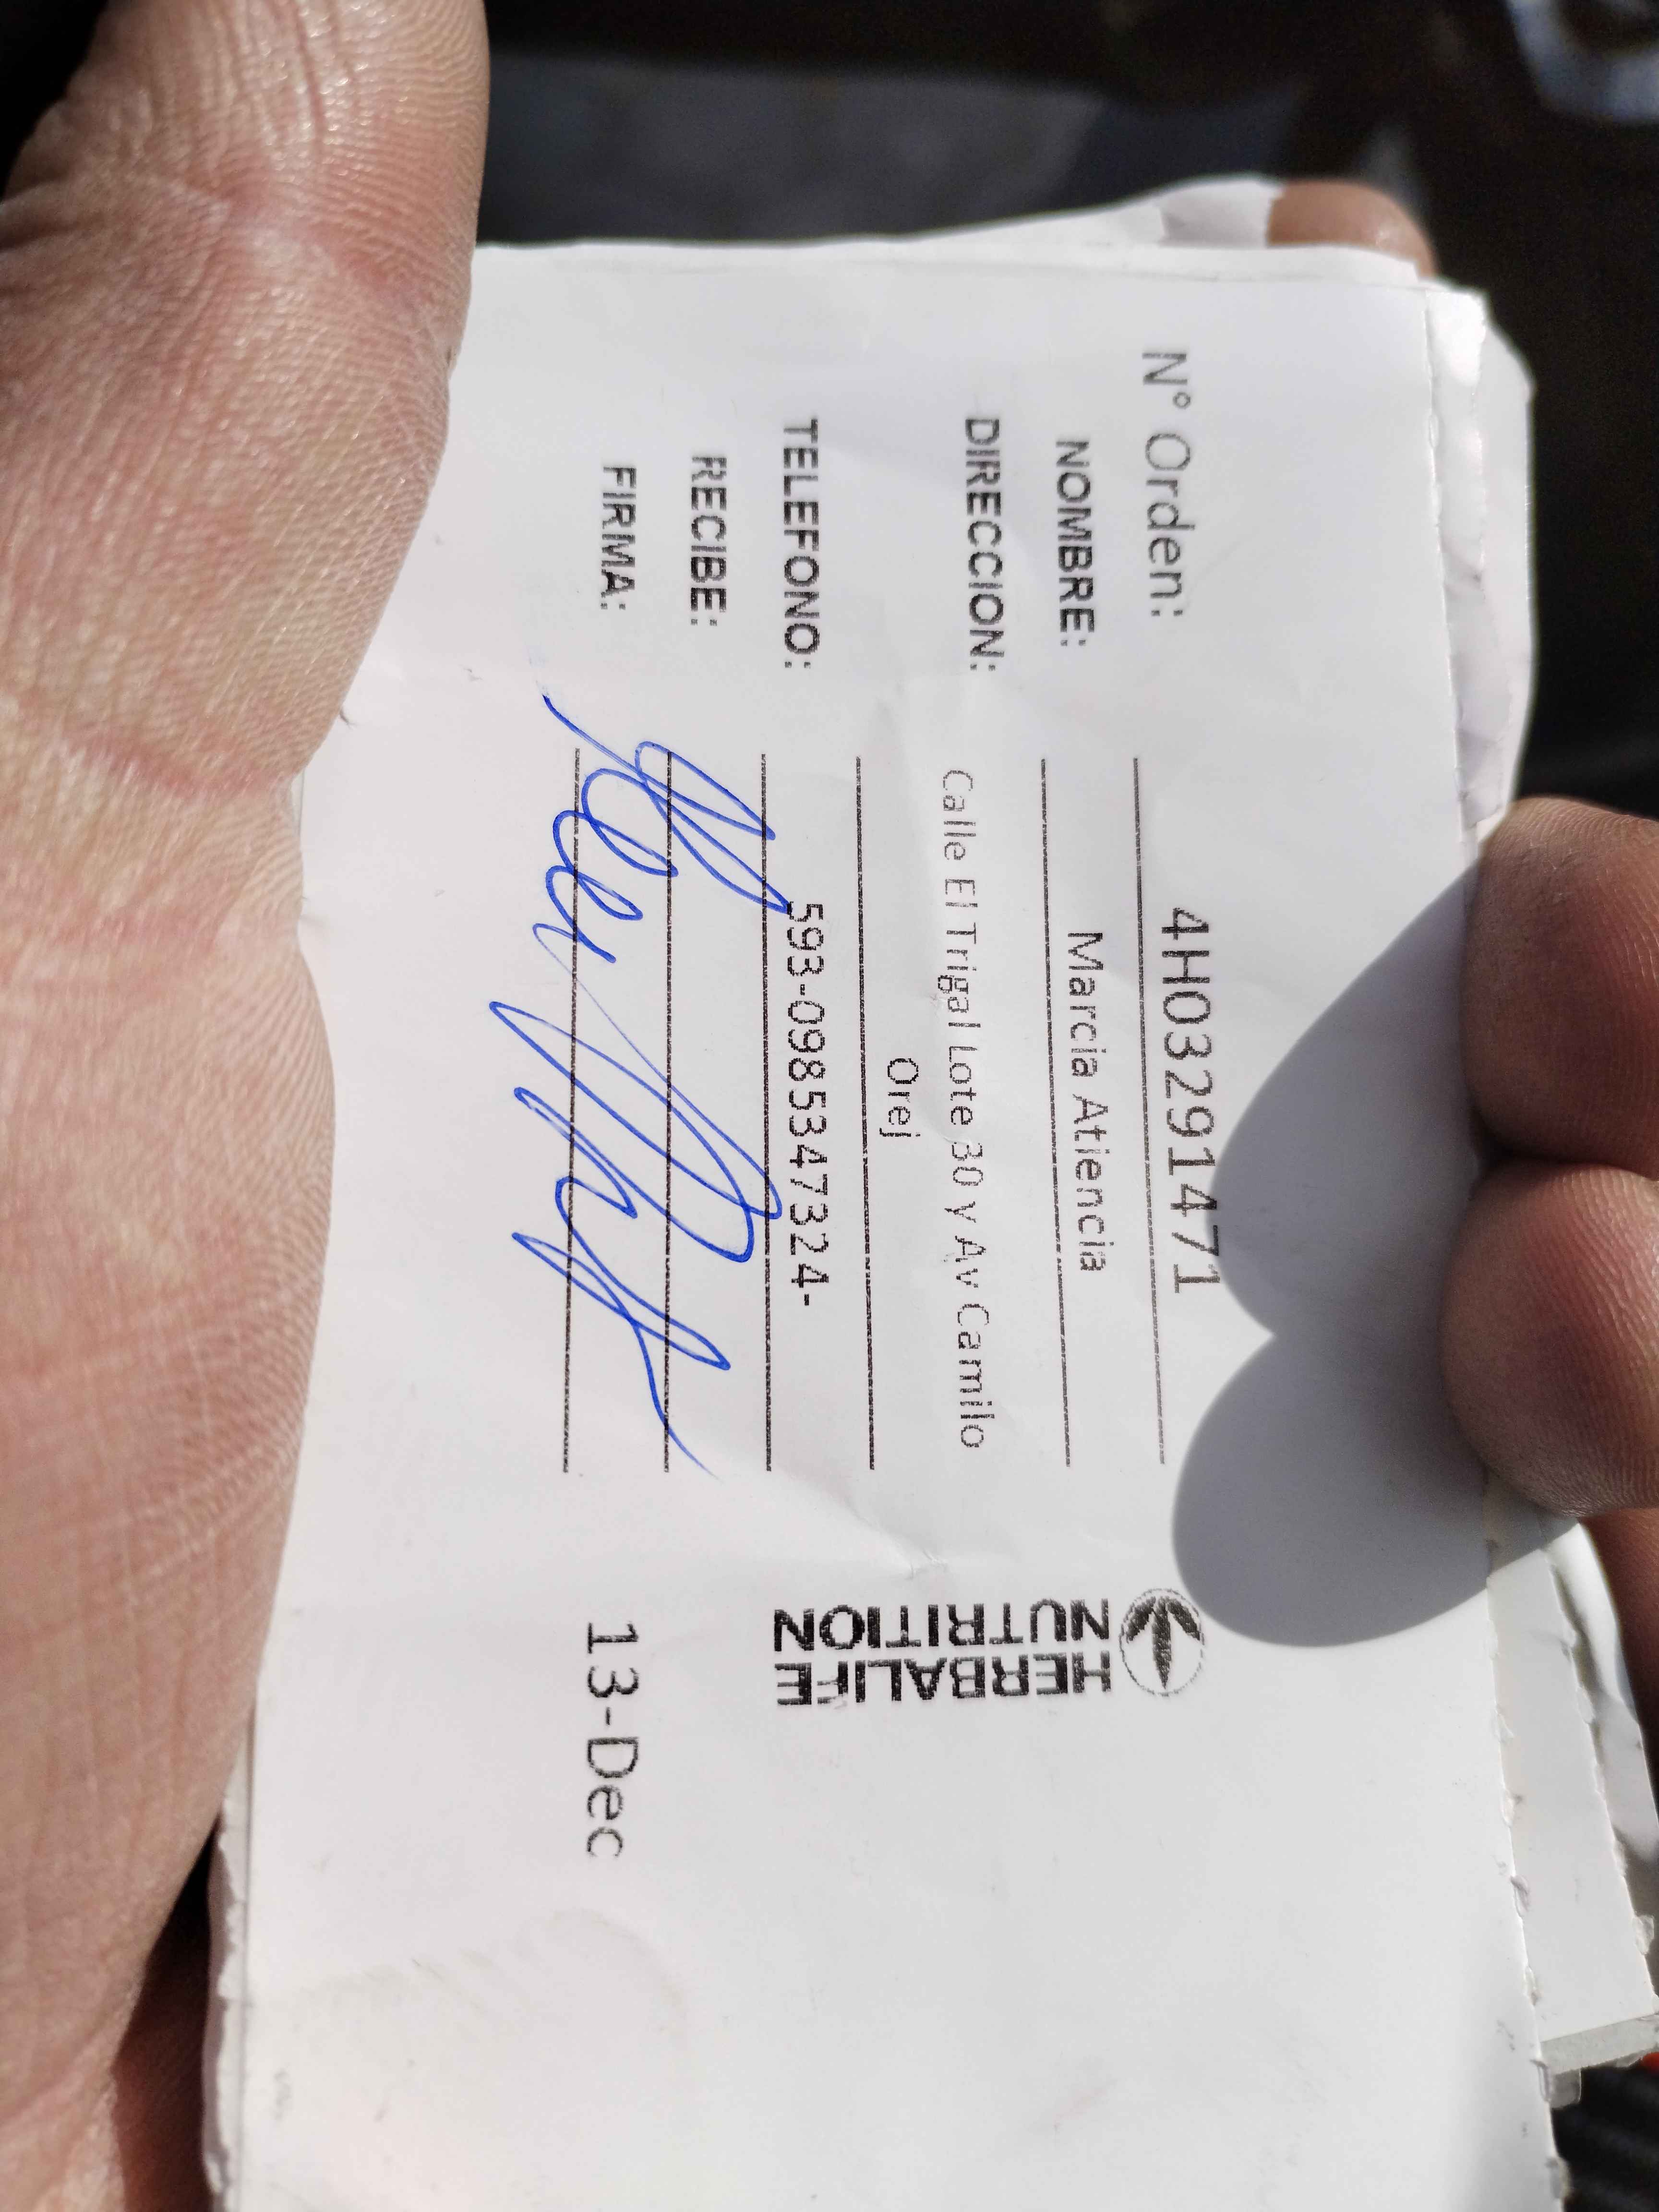 N° Orden: 4H03291471
NOMBRE: Marcia Atiencia
DIRECCION: Calle El Trigal Lote 30 y Av Camilo
Orej
TELEFONO: 593-0985347324-
RECIBE:
FIRMA:
HERBALIFE
NUTRITION
13-Dec